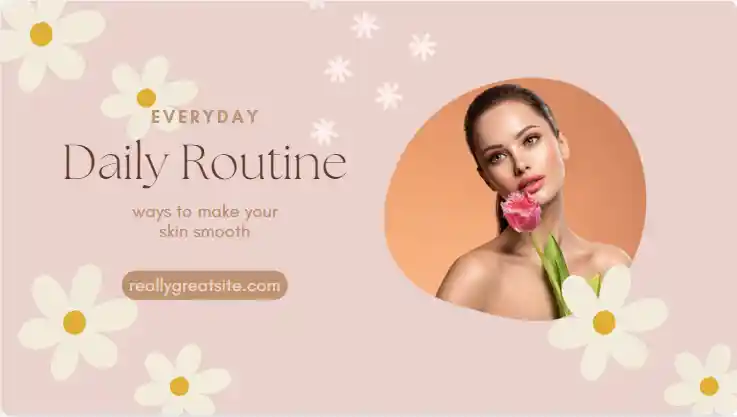 EVERYDAY
Daily Routine
ways to make your
skin smooth
reallygreatsite.com